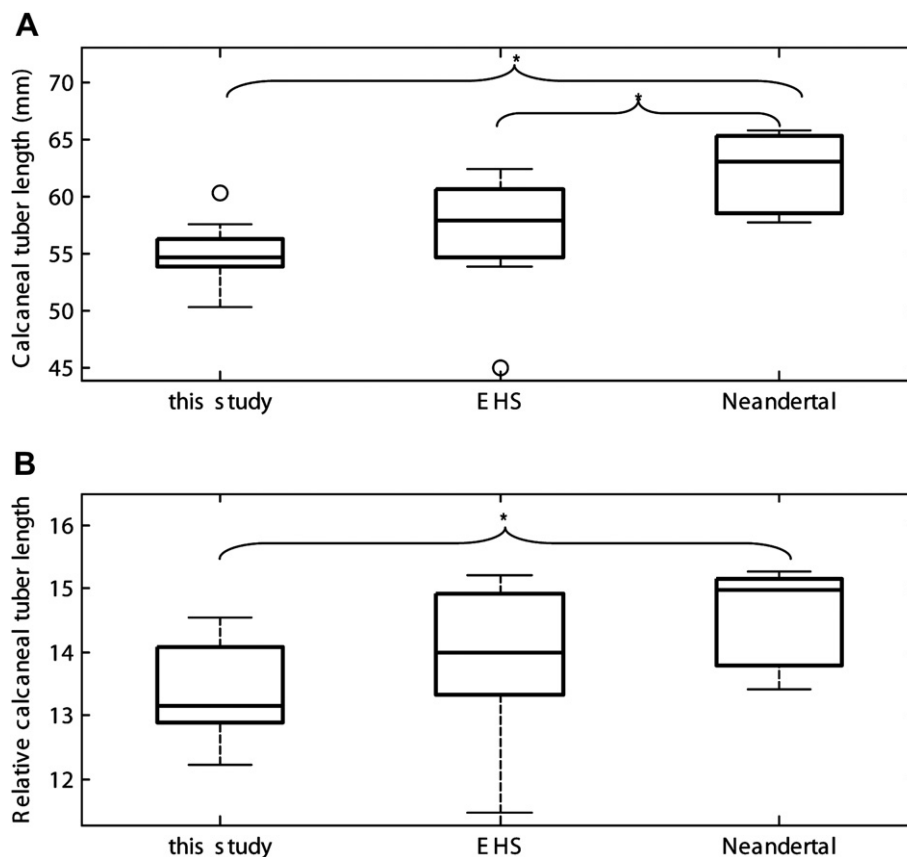 A
Calcaneal tuber length (mm)
70
65
60
55
50
45
*
*
this study
EHS
Neandertal
B
Relative calcaneal tuber length
16
15
14
13
12
*
this study
EHS
Neandertal